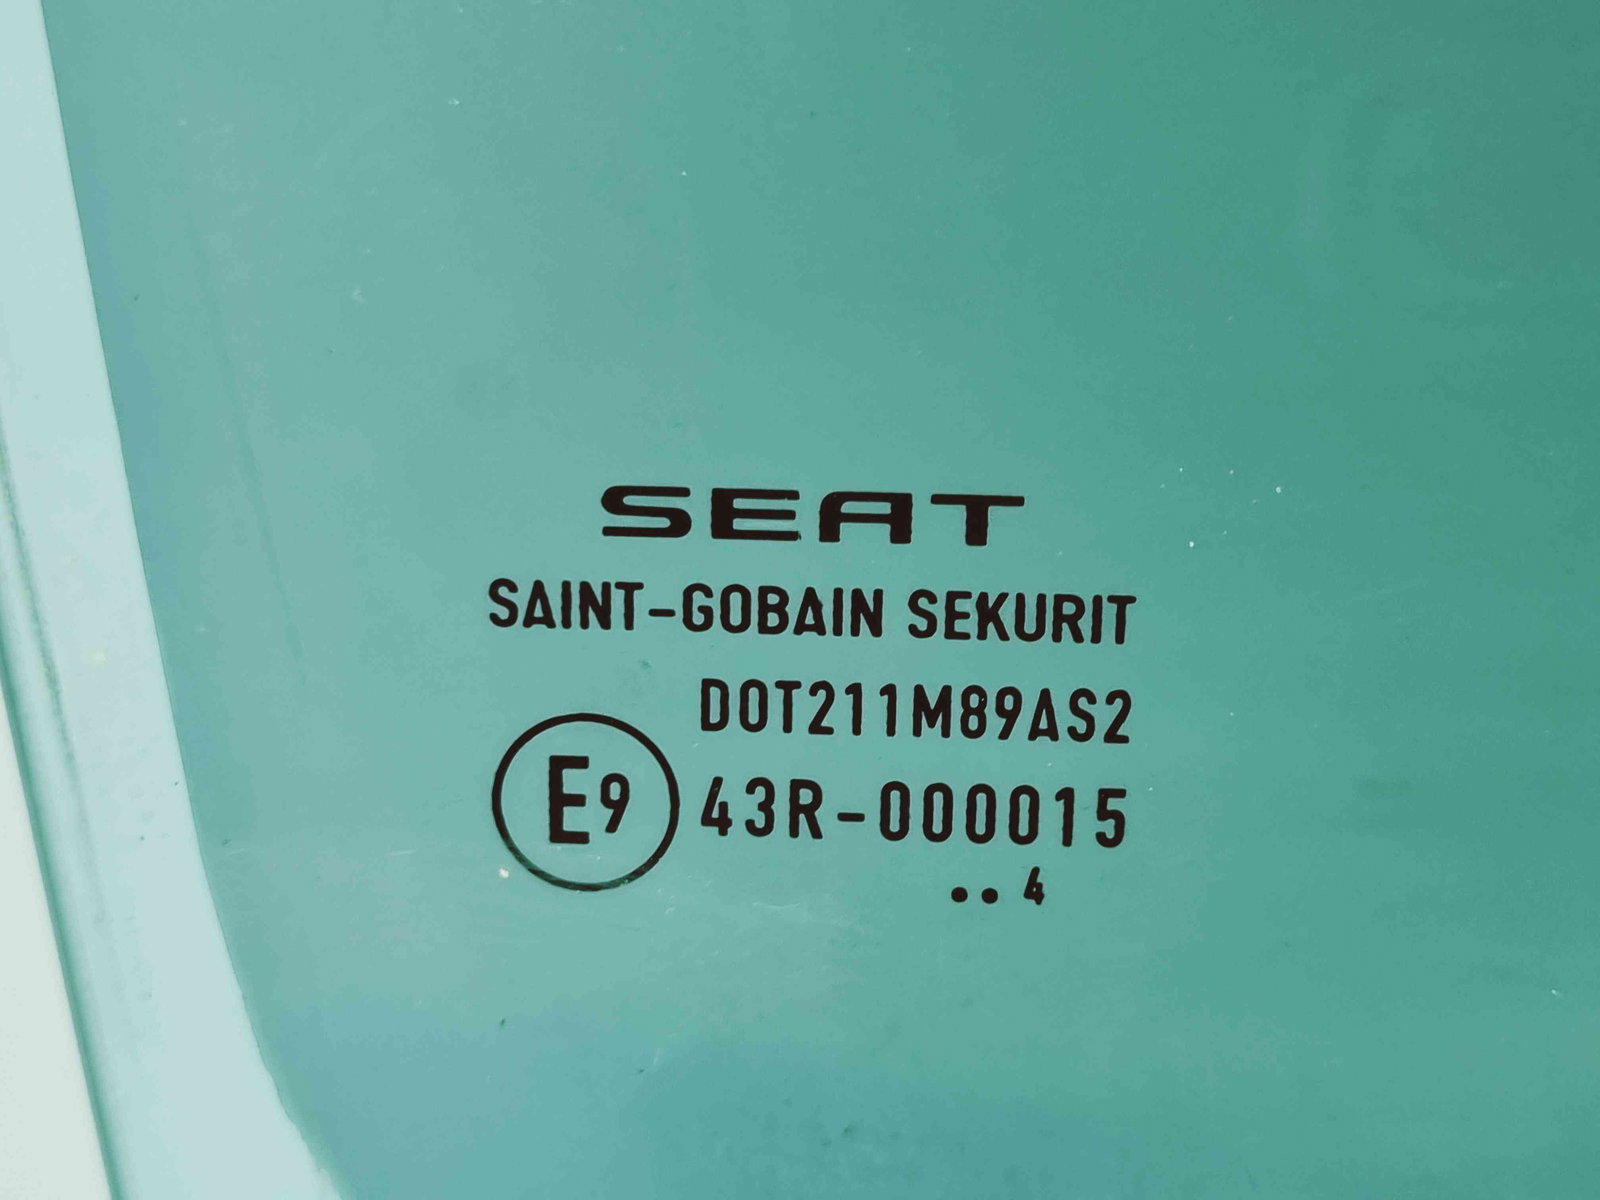 SEAT
SAINT-GOBAIN SEKURIT
DOT211M89AS2
E9 43R-000015
•• 4